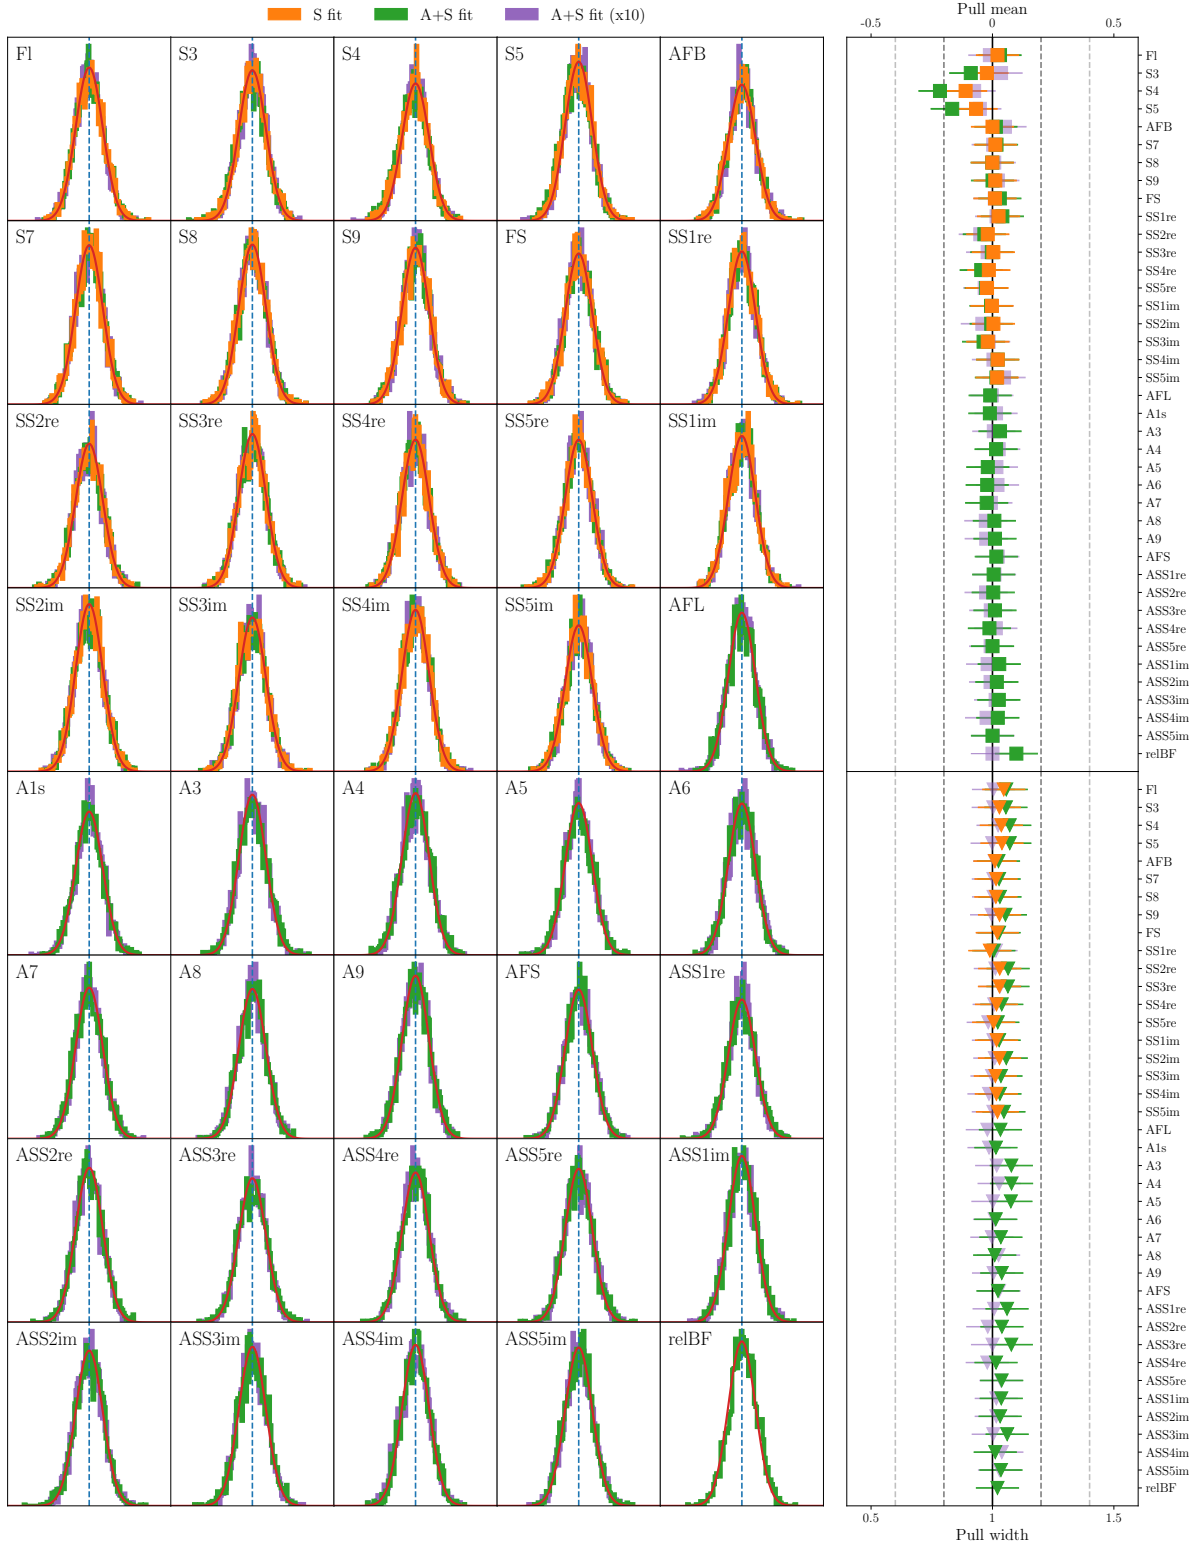 S fit A+S fit A+S fit (x10)
Fl S3 S4 S5 AFB
S7 S8 S9 FS SS1re
SS2re SS3re SS4re SS5re SS1im
SS2im SS3im SS4im SS5im AFL
A1s A3 A4 A5 A6
A7 A8 A9 AFS ASS1re
ASS2re ASS3re ASS4re ASS5re ASS1im
ASS2im ASS3im ASS4im ASS5im relBF
Pull mean
-0.5 0 0.5
Fl
S3
S4
S5
AFB
S7
S8
S9
FS
SS1re
SS2re
SS3re
SS4re
SS5re
SS1im
SS2im
SS3im
SS4im
SS5im
AFL
A1s
A3
A4
A5
A6
A7
A8
A9
AFS
ASS1re
ASS2re
ASS3re
ASS4re
ASS5re
ASS1im
ASS2im
ASS3im
ASS4im
ASS5im
relBF
Fl
S3
S4
S5
AFB
S7
S8
S9
FS
SS1re
SS2re
SS3re
SS4re
SS5re
SS1im
SS2im
SS3im
SS4im
SS5im
AFL
A1s
A3
A4
A5
A6
A7
A8
A9
AFS
ASS1re
ASS2re
ASS3re
ASS4re
ASS5re
ASS1im
ASS2im
ASS3im
ASS4im
ASS5im
relBF
0.5 1 1.5
Pull width